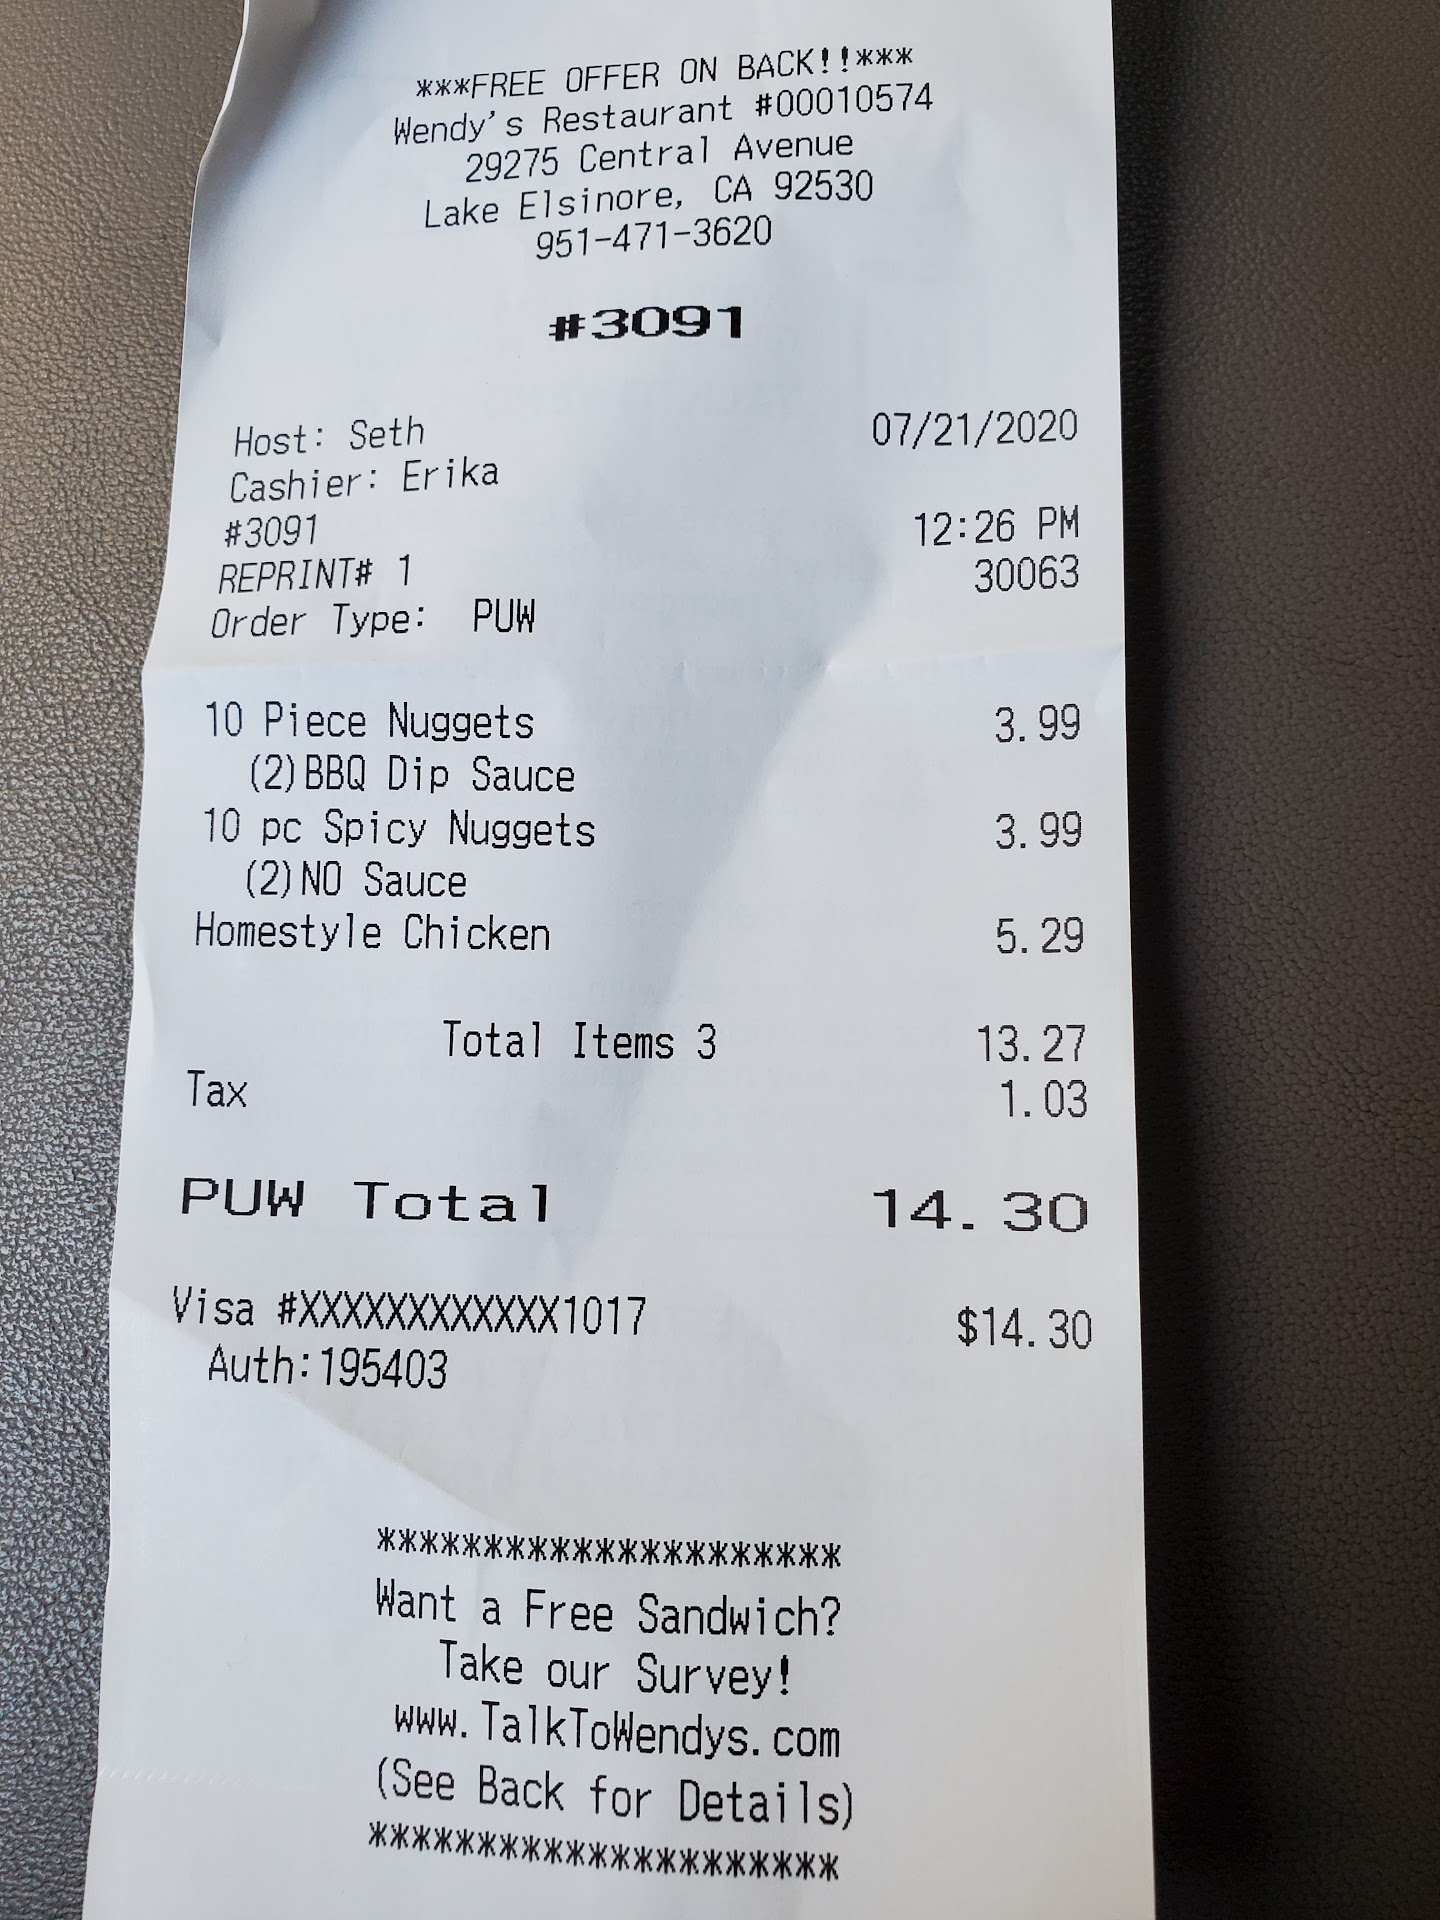 ***FREE OFFER ON BACK!!***
Wendy's Restaurant #00010574
29275 Central Avenue
Lake Elsinore, CA 92530
951-471-3620
#3091
Host: Seth 07/21/2020
Cashier: Erika
#3091 12:26 PM
REPRINT# 1 30063
Order Type: PUW
10 Piece Nuggets 3.99
(2)BBQ Dip Sauce
10 pc Spicy Nuggets 3.99
(2)NO Sauce
Homestyle Chicken 5.29
Total Items 3 13.27
Tax 1.03
PUW Total 14.30
Visa #XXXXXXXXXXXX1017 $14.30
Auth:195403
**********************
Want a Free Sandwich?
Take our Survey!
www.TalkToWendys.com
(See Back for Details)
**********************